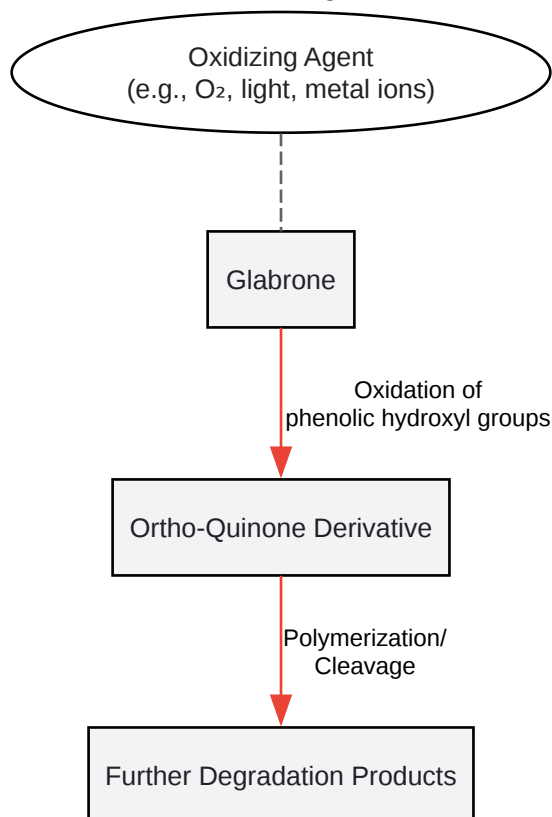 Oxidizing Agent
(e.g., O₂, light, metal ions)
Glabrone
Oxidation of
phenolic hydroxyl groups
Ortho-Quinone Derivative
Polymerization/
Cleavage
Further Degradation Products